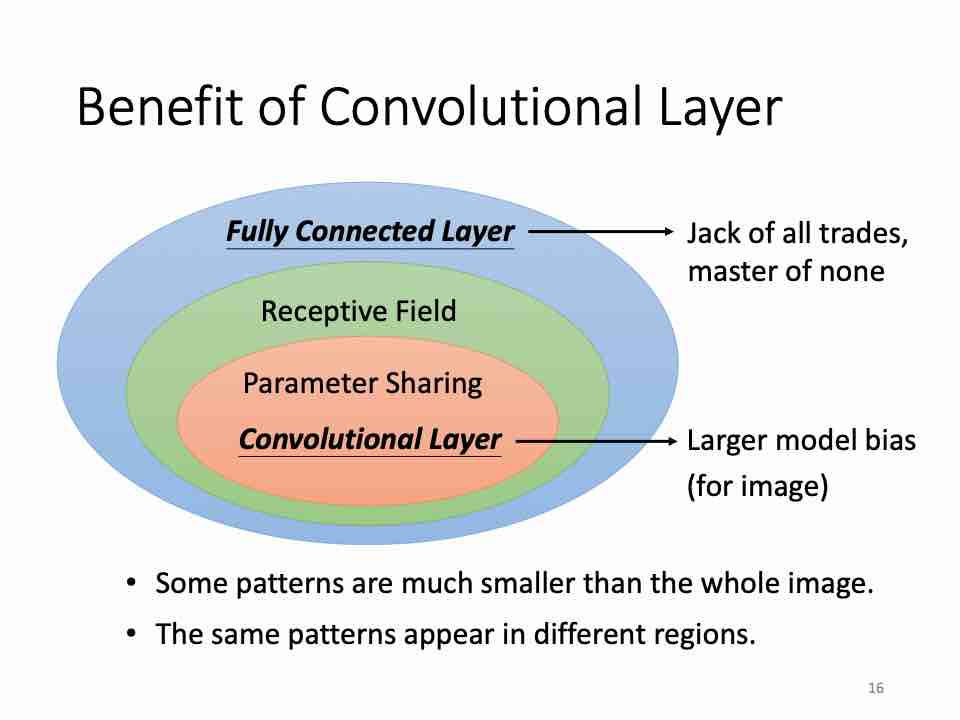 Benefit of Convolutional Layer
Fully Connected Layer
Jack of all trades,
master of none
Receptive Field
Parameter Sharing
Convolutional Layer
Larger model bias
(for image)
• Some patterns are much smaller than the whole image.
• The same patterns appear in different regions.
16